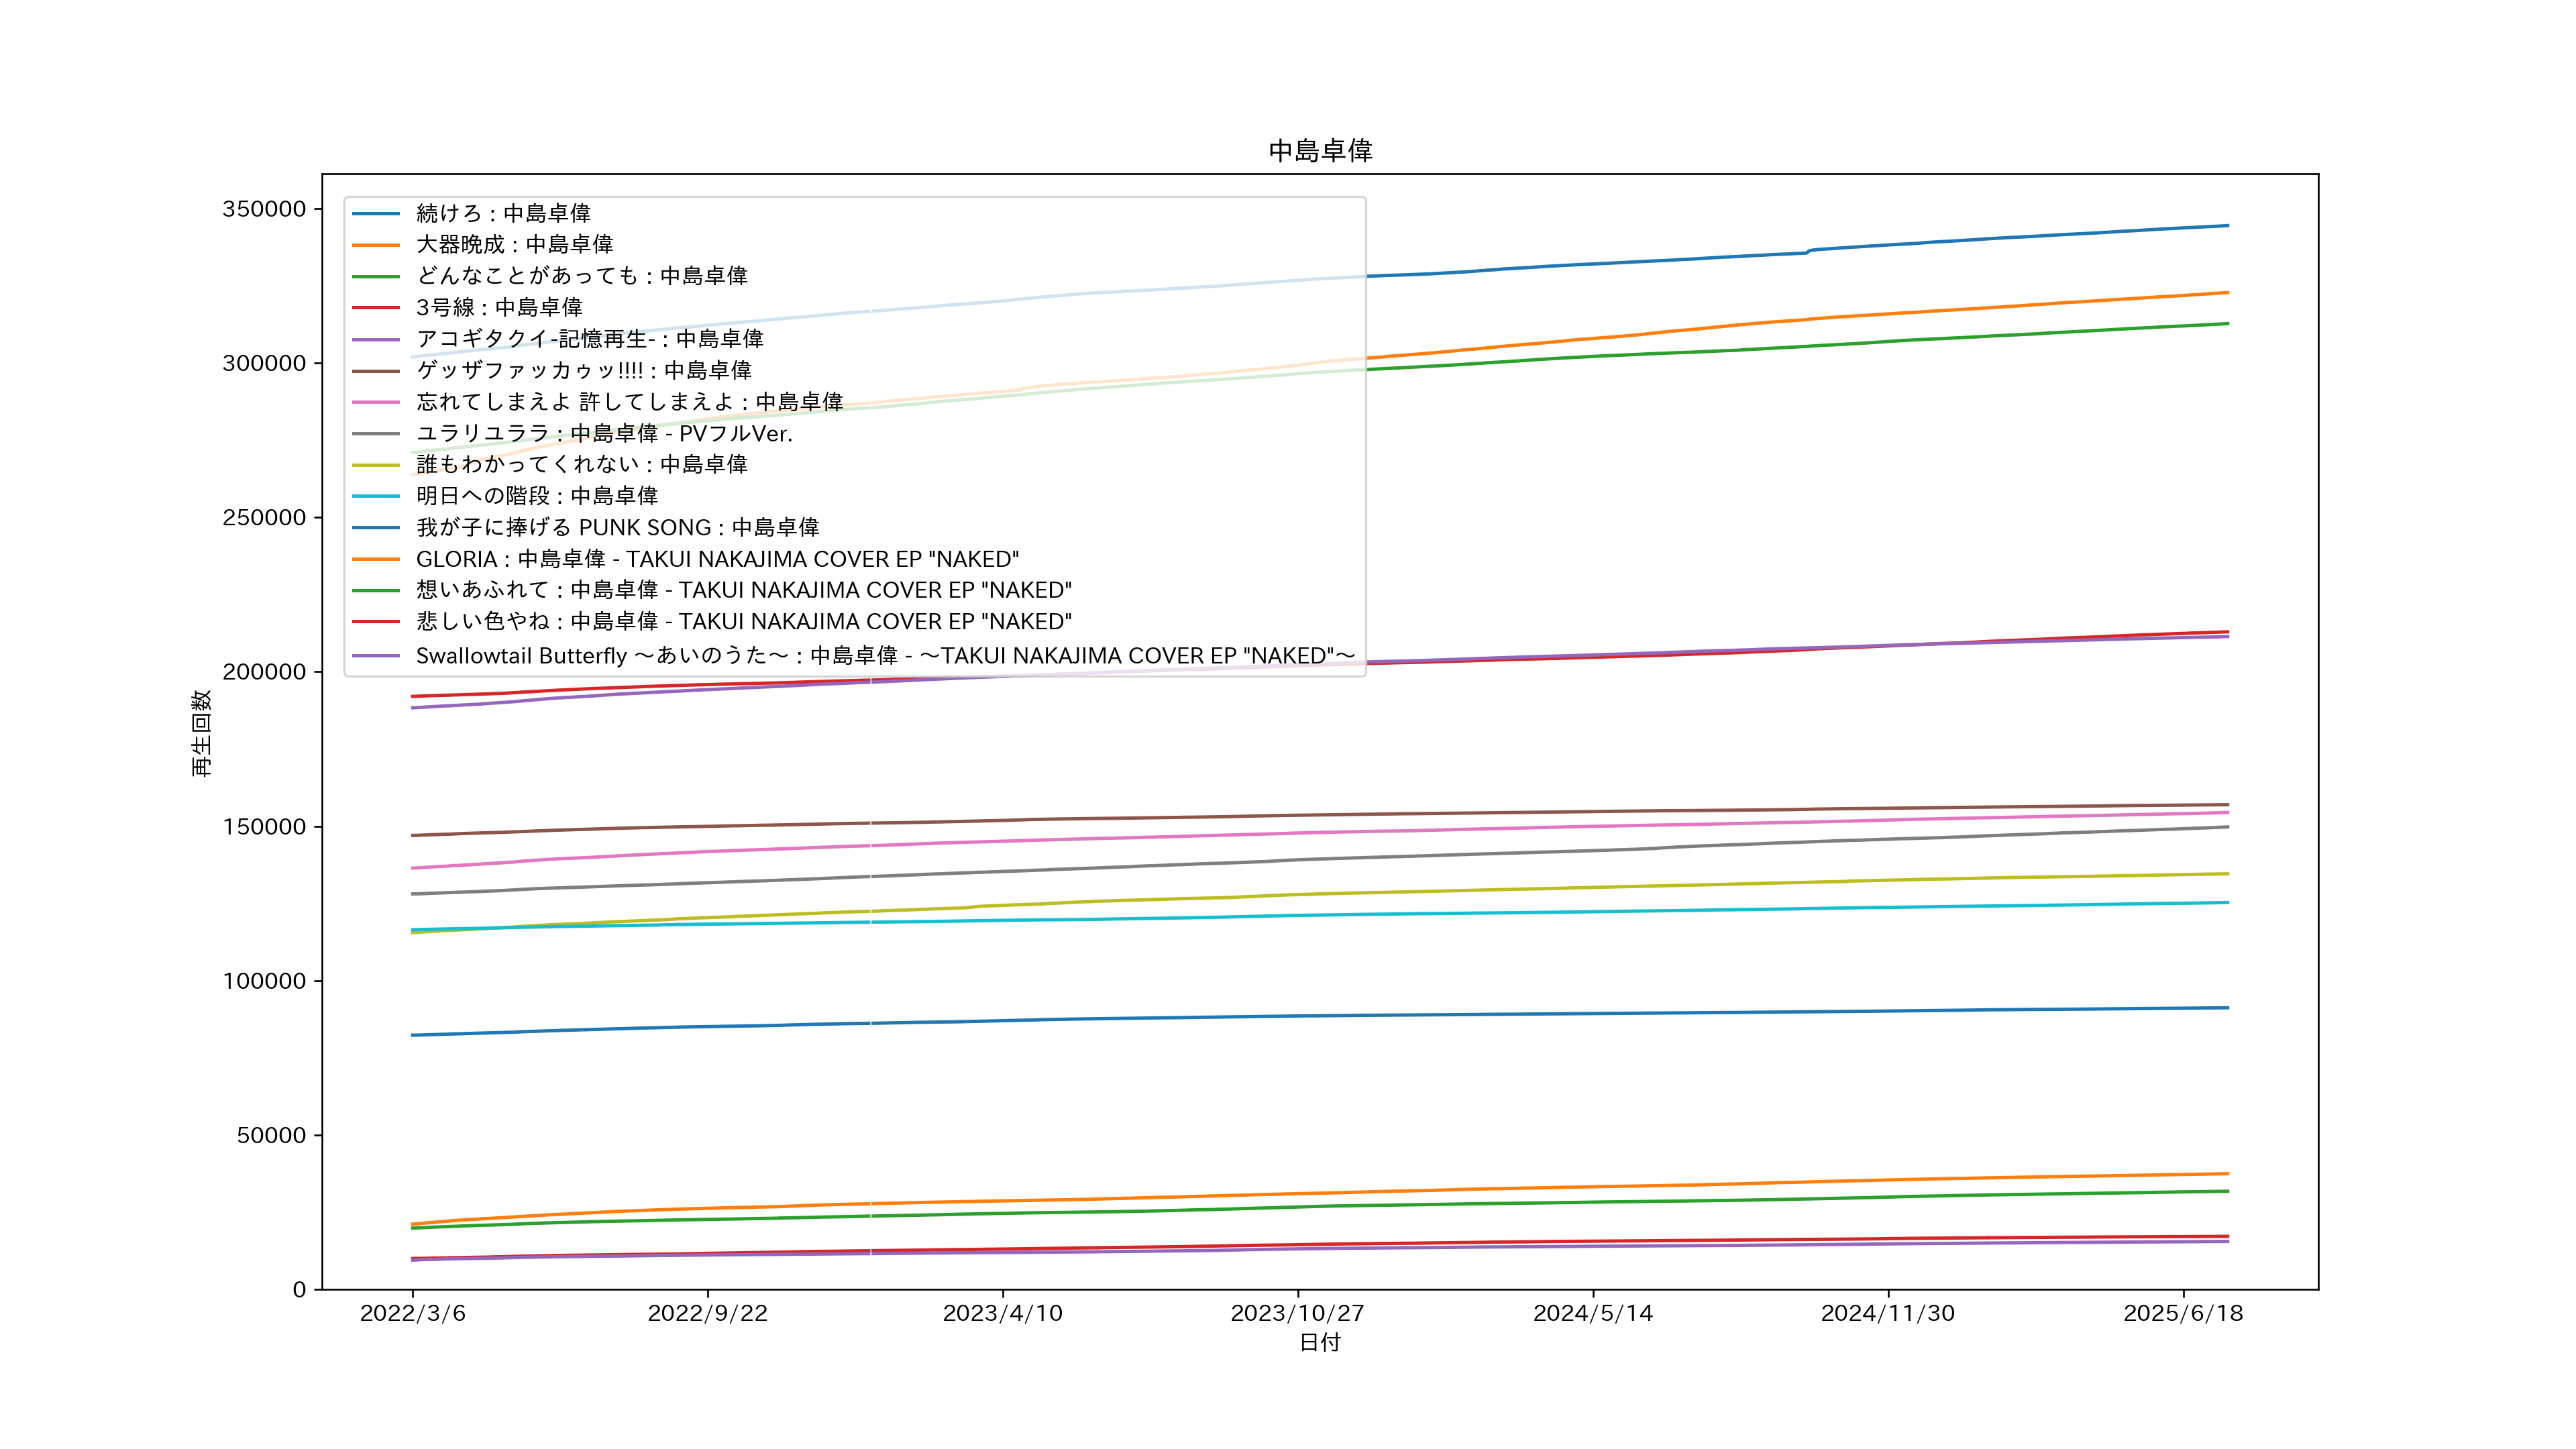 中島卓偉
350000
300000
250000
200000
150000
100000
50000
0
再生回数
続けろ : 中島卓偉
大器晩成 : 中島卓偉
どんなことがあっても : 中島卓偉
3号線 : 中島卓偉
アコギタクイ-記憶再生- : 中島卓偉
ゲッザファッカゥッ!!!! : 中島卓偉
忘れてしまえよ 許してしまえよ : 中島卓偉
ユラリユララ : 中島卓偉 - PVフルVer.
誰もわかってくれない : 中島卓偉
明日への階段 : 中島卓偉
我が子に捧げる PUNK SONG : 中島卓偉
GLORIA : 中島卓偉 - TAKUI NAKAJIMA COVER EP "NAKED"
想いあふれて : 中島卓偉 - TAKUI NAKAJIMA COVER EP "NAKED"
悲しい色やね : 中島卓偉 - TAKUI NAKAJIMA COVER EP "NAKED"
Swallowtail Butterfly 〜あいのうた〜 : 中島卓偉 - 〜TAKUI NAKAJIMA COVER EP "NAKED"〜
2022/3/6 2022/9/22 2023/4/10 2023/10/27 2024/5/14 2024/11/30 2025/6/18
日付